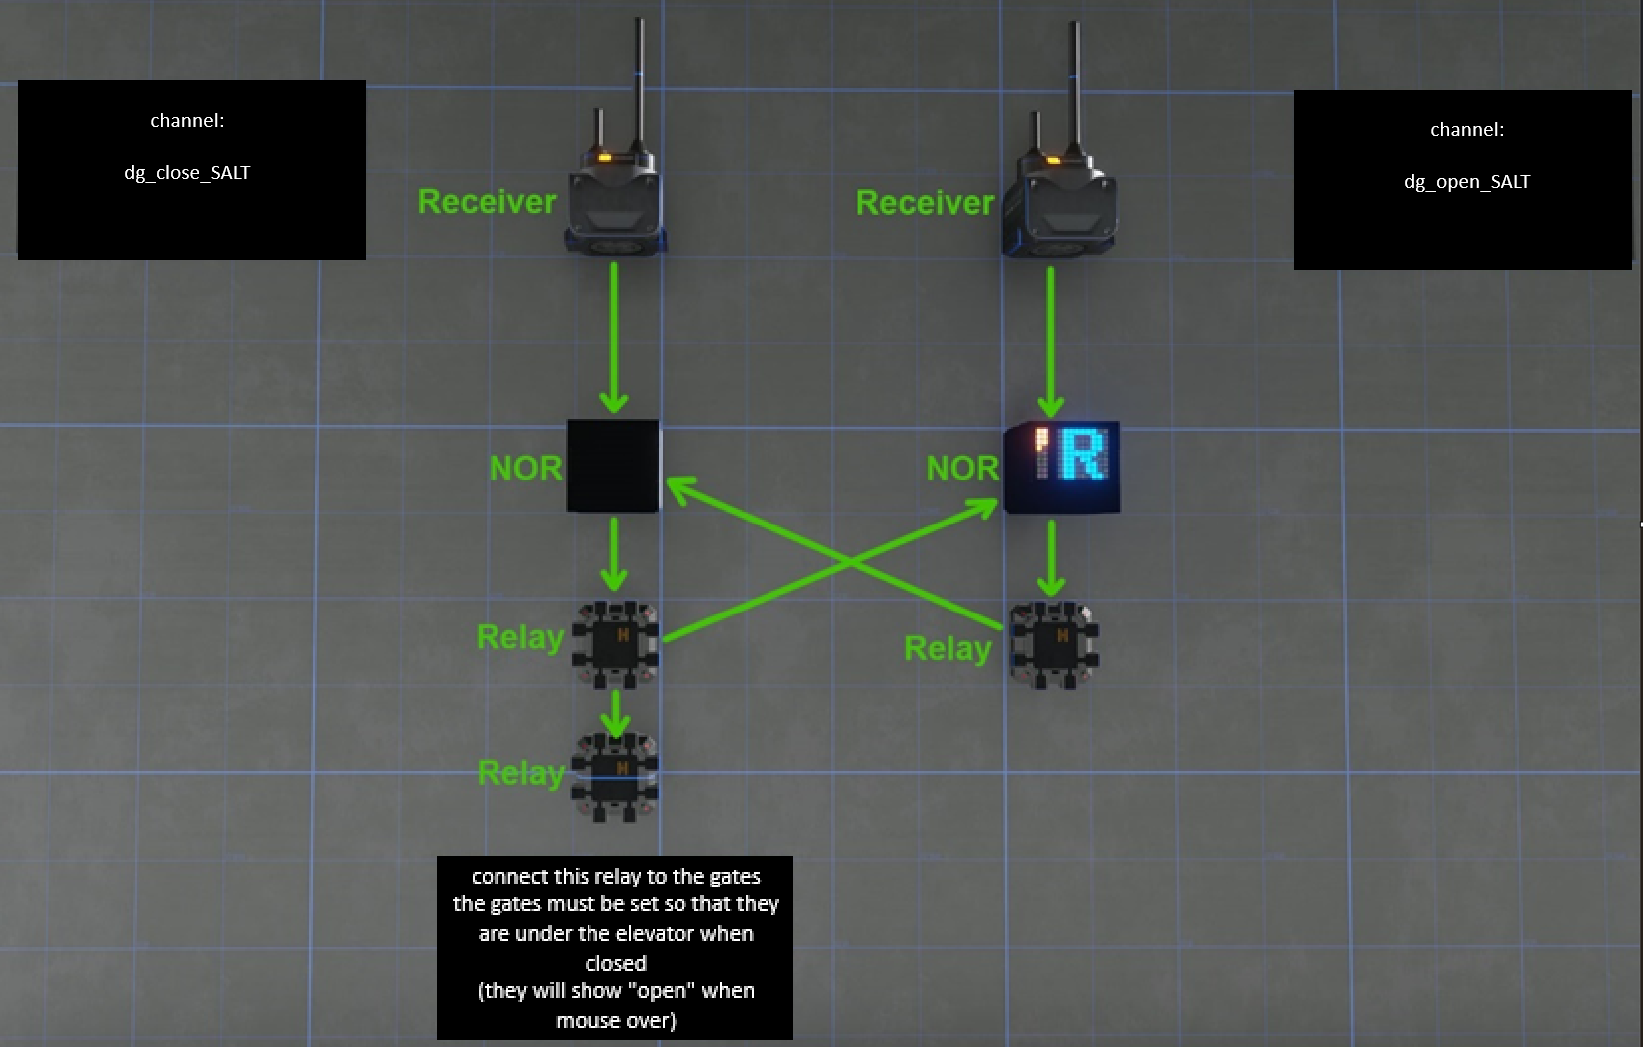 channel:
dg_close_SALT
channel:
dg_open_SALT
Receiver
Receiver
NOR
NOR
R
Relay
Relay
Relay
connect this relay to the gates
the gates must be set so that they
are under the elevator when
closed
(they will show "open" when
mouse over)